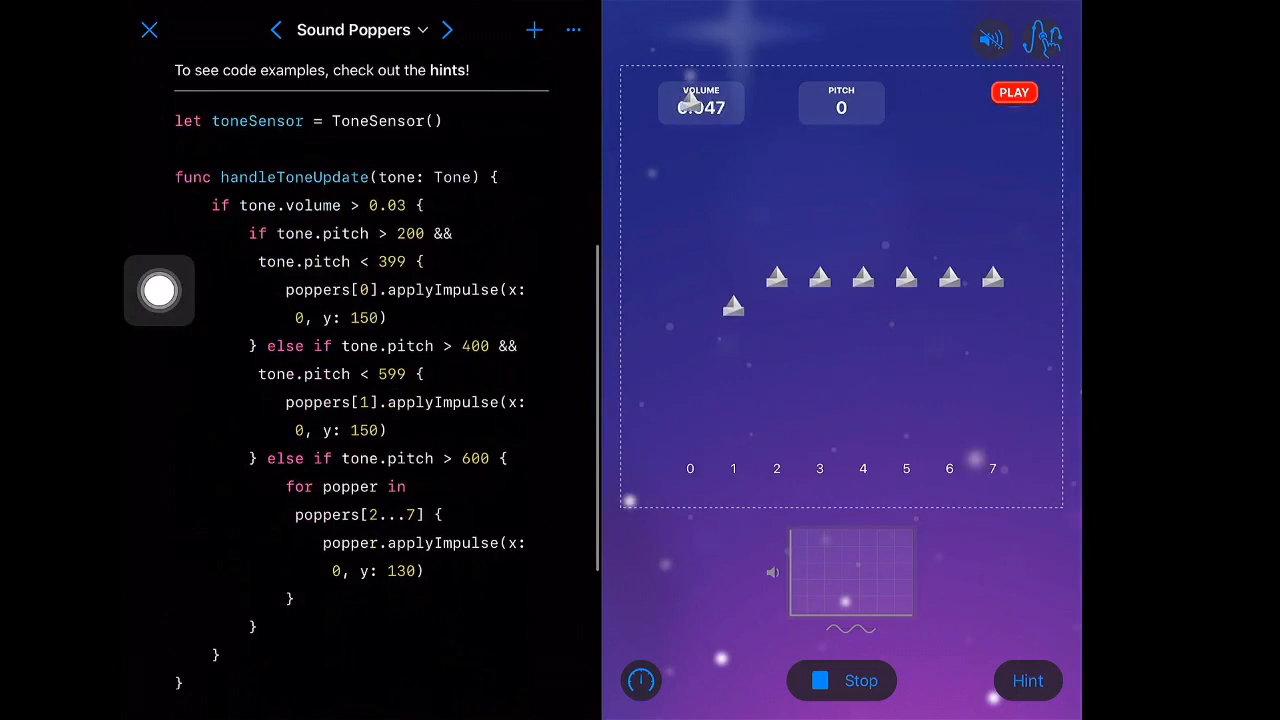 Sound Poppers
To see code examples, check out the hints!
let toneSensor = ToneSensor()
func handleToneUpdate(tone: Tone) {
if tone.volume > 0.03 {
if tone.pitch > 200 &&
tone.pitch < 399 {
poppers[0].applyImpulse(x:
0, y: 150)
} else if tone.pitch > 400 &&
tone.pitch < 599 {
poppers[1].applyImpulse(x:
0, y: 150)
} else if tone.pitch > 600 {
for popper in
poppers[2...7] {
popper.applyImpulse(x:
0, y: 130)
}
}
}
}
VOLUME
0.047
PITCH
0
PLAY
0 1 2 3 4 5 6 7
Stop
Hint